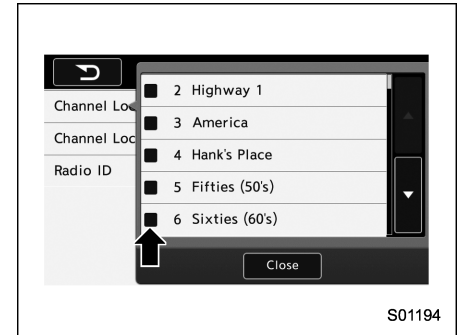 Channel Loc
2 Highway 1
3 America
Channel Loc
4 Hank's Place
Radio ID
5 Fifties (50's)
6 Sixties (60's)
Close
S01194